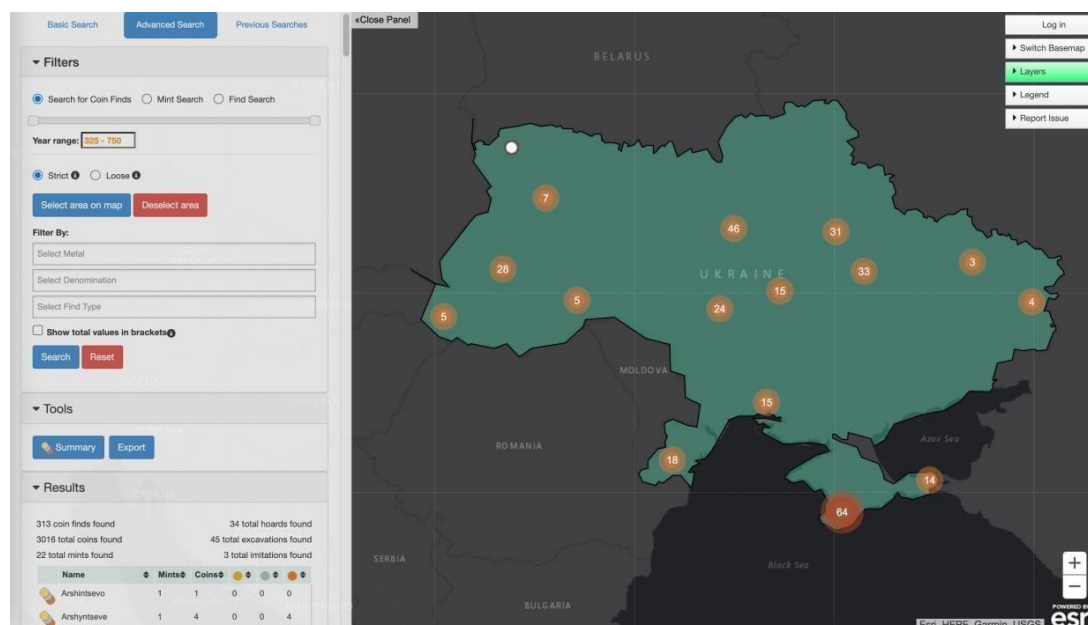 Basic Search
Advanced Search
Previous Searches
Filters
Search for Coin Finds Mint Search Find Search
Year range: 325 - 750
Strict Loose
Select area on map Deselect area
Filter By:
Select Metal
Select Denomination
Select Find Type
Show total values in brackets
Search Reset
Tools
Summary Export
Results
313 coin finds found 34 total hoards found
3016 total coins found 45 total excavations found
22 total mints found 3 total imitations found
Name Mints Coins
Arshintsevo 1 1 0 0 0
Arshyntseve 1 4 0 0 4
«Close Panel
Log in
Switch Basemap
Layers
Legend
Report Issue
BELARUS
7
46
31
28
UKRAINE
33
3
5
5
24
15
4
MOLDOVA
15
ROMANIA
Azov Sea
18
14
64
SERBIA
Black Sea
BULGARIA
+
−
POWERED BY
esri
Esri, HERE, Garmin, USGS